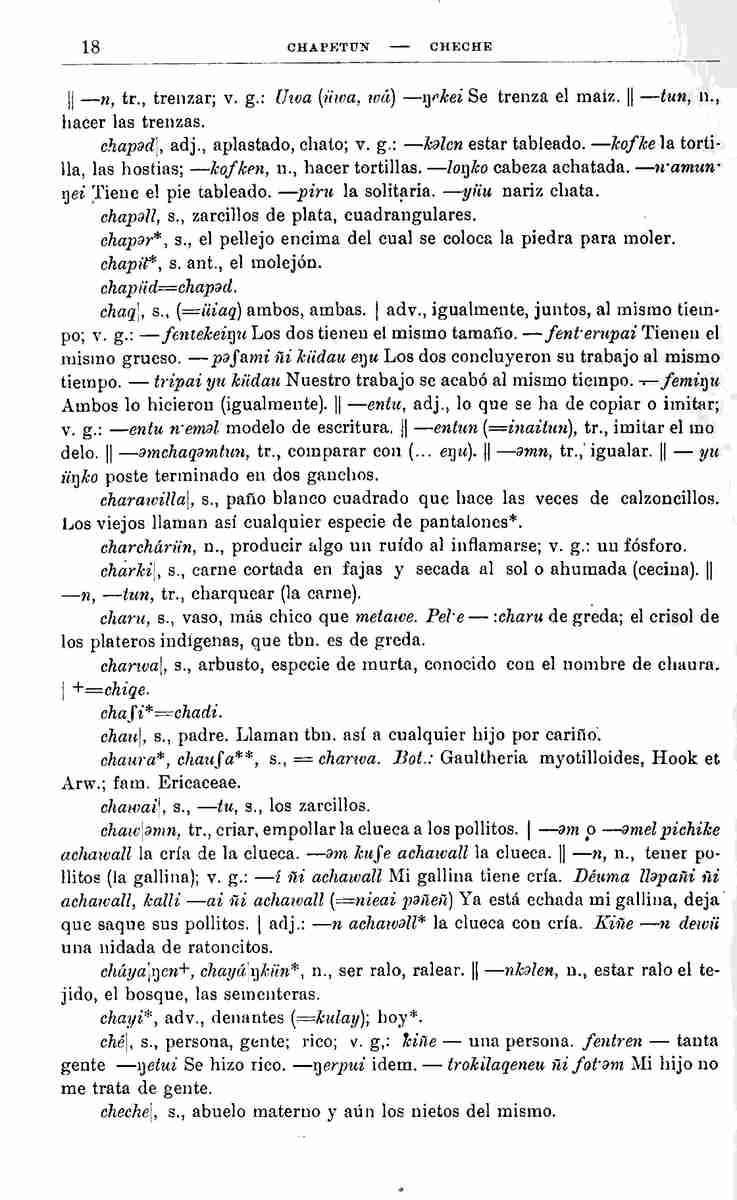 18 CHAPETUN — CHECHE
|| —n, tr., trenzar; v. g.: Üwa (üwa, wá) —ŋekei Se trenza el maíz. || —tun, n.,
hacer las trenzas.
chapəd|, adj., aplastado, chato; v. g.: —kəlen estar tableado. —kofke la torti-
lla, las hostias; —kofken, n., hacer tortillas. —loŋko cabeza achatada. —n·amun·
ŋei Tiene el pie tableado. —piru la solitaria. —yüu nariz chata.
chapəll, s., zarcillos de plata, cuadrangulares.
chapər*, s., el pellejo encima del cual se coloca la piedra para moler.
chapít*, s. ant., el molejón.
chapüd=chapəd.
chaq|, s., (=üiaq) ambos, ambas. | adv., igualmente, juntos, al mismo tiem-
po; v. g.: —fentekeiŋu Los dos tienen el mismo tamaño. —fent·erupai Tienen el
mismo grueso. —pəʃami ñi küdau eŋu Los dos concluyeron su trabajo al mismo
tiempo. — tripai yu küdau Nuestro trabajo se acabó al mismo tiempo. —femiŋu
Ambos lo hicieron (igualmente). || —entu, adj., lo que se ha de copiar o imitar;
v. g.: —entu n·eməl modelo de escritura. || —entun (=inaitun), tr., imitar el mo
delo. || —əmchaqəmtun, tr., comparar con (... eŋu). || —əmn, tr., igualar. || — yu
üŋko poste terminado en dos ganchos.
charawilla|, s., paño blanco cuadrado que hace las veces de calzoncillos.
Los viejos llaman así cualquier especie de pantalones*.
charchárün, n., producir algo un ruído al inflamarse; v. g.: un fósforo.
chárki|, s., carne cortada en fajas y secada al sol o ahumada (cecina). ||
—n, —tun, tr., charquear (la carne).
charu, s., vaso, más chico que metawe. Pel·e — :charu de greda; el crisol de
los plateros indígenas, que tbn. es de greda.
charwa|, s., arbusto, especie de murta, conocido con el nombre de chaura.
| +=chiqe.
chaʃi*=chadi.
chau|, s., padre. Llaman tbn. así a cualquier hijo por cariño.
chaura*, chauʃa**, s., = charwa. Bot.: Gaultheria myotilloides, Hook et
Arw.; fam. Ericaceae.
chawai|, s., —tu, s., los zarcillos.
chaw|əmn, tr., criar, empollar la clueca a los pollitos. | —əm o —əmel pichike
achawall la cría de la clueca. —əm kuʃe achawall la clueca. || —n, n., tener po-
llitos (la gallina); v. g.: —í ñi achawall Mi gallina tiene cría. Déuma lləpañi ñi
achawall, kalli —ai ñi achawall (=nieai pəñeñ) Ya está echada mi gallina, deja
que saque sus pollitos. | adj.: —n achawəll* la clueca con cría. Kiñe —n dewü
una nidada de ratoncitos.
cháya|ŋen+, chayá|ŋkün*, n., ser ralo, ralear. || —nkəlen, n., estar ralo el te-
jido, el bosque, las sementeras.
chayi*, adv., denantes (=kulay); hoy*.
ché|, s., persona, gente; rico; v. g,: kiñe — una persona. fentren — tanta
gente —ŋetui Se hizo rico. —ŋerpui idem. — trokilaqeneu ñi fot·əm Mi hijo no
me trata de gente.
cheche|, s., abuelo materno y aún los nietos del mismo.